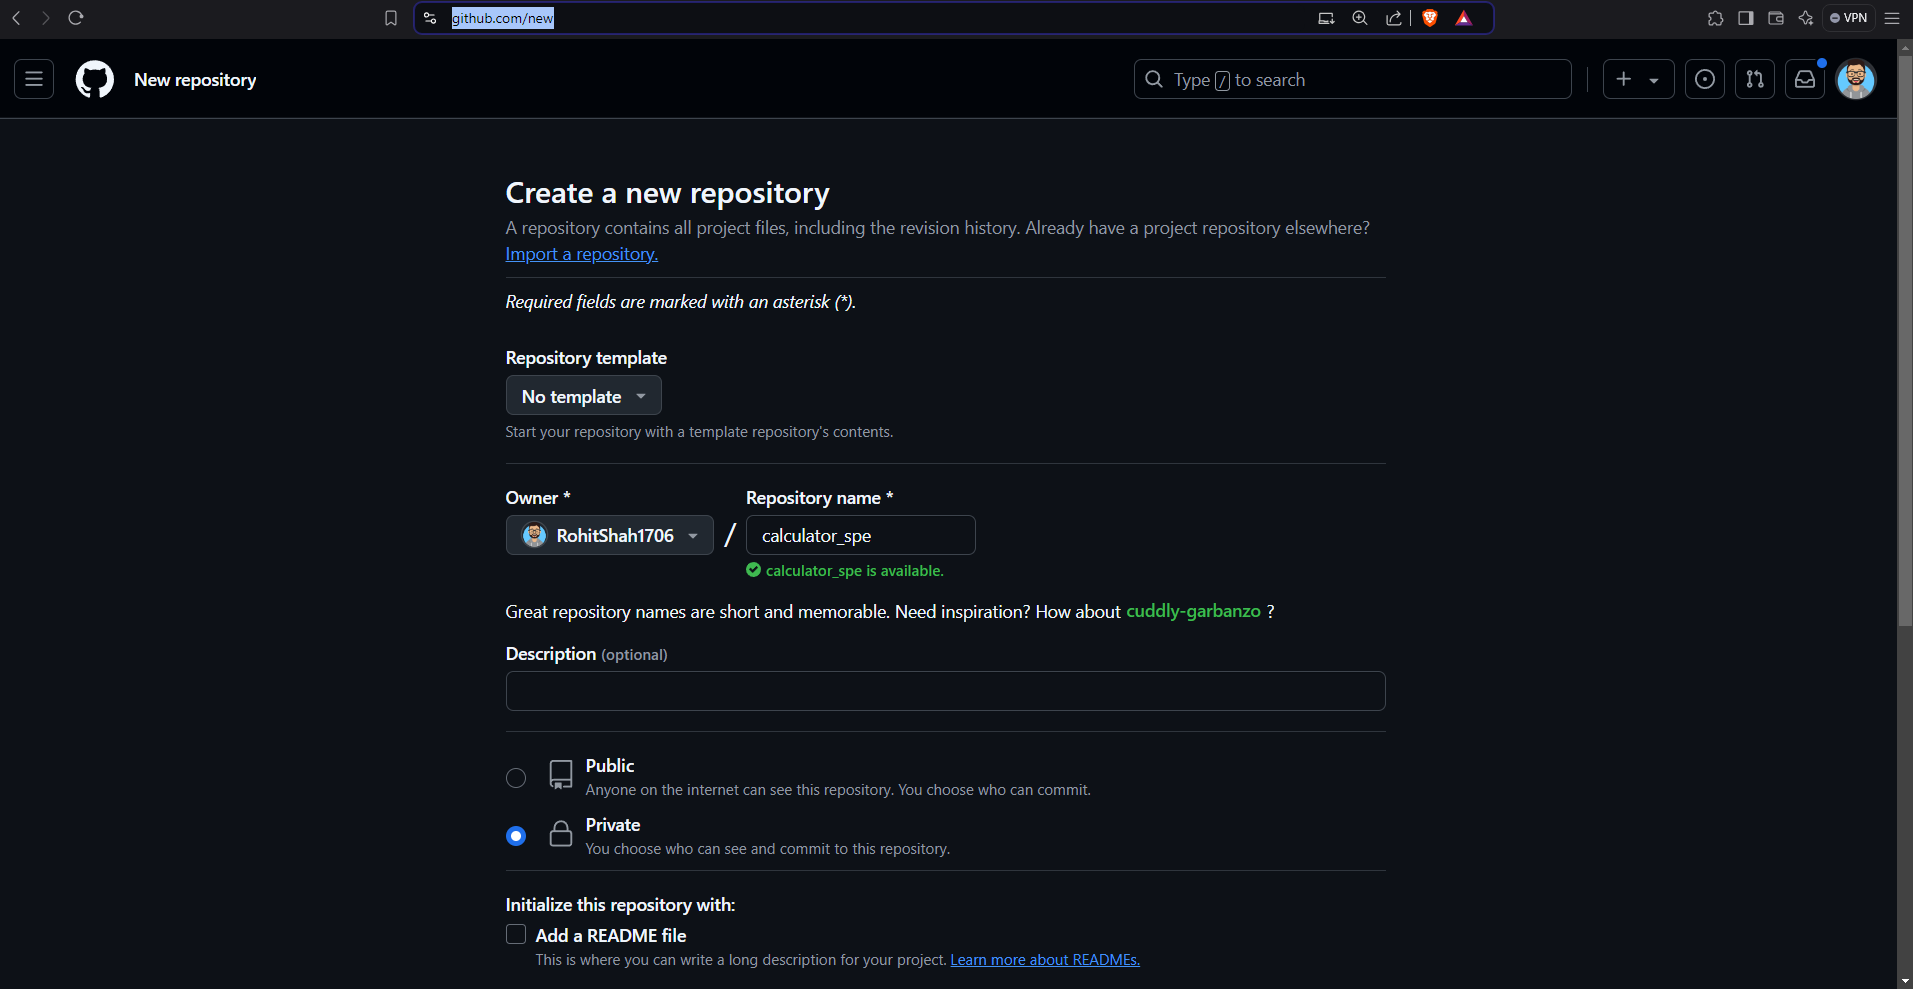 github.com/new
VPN
New repository
Type / to search
Create a new repository
A repository contains all project files, including the revision history. Already have a project repository elsewhere?
Import a repository.
Required fields are marked with an asterisk (*).
Repository template
No template
Start your repository with a template repository's contents.
Owner *
Repository name *
RohitShah1706
/
calculator_spe
calculator_spe is available.
Great repository names are short and memorable. Need inspiration? How about cuddly-garbanzo ?
Description (optional)
Public
Anyone on the internet can see this repository. You choose who can commit.
Private
You choose who can see and commit to this repository.
Initialize this repository with:
Add a README file
This is where you can write a long description for your project. Learn more about READMEs.